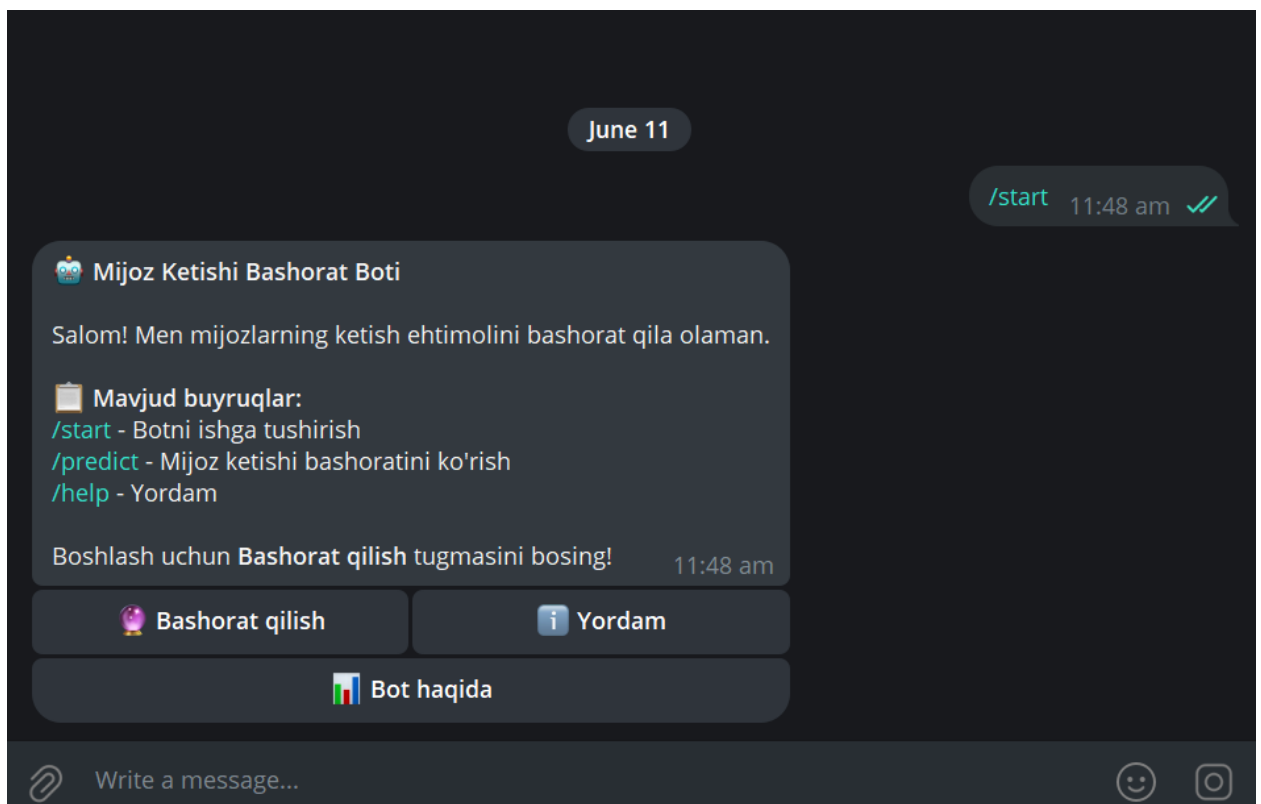 June 11
/start 11:48 am
Mijoz Ketishi Bashorat Boti
Salom! Men mijozlarning ketish ehtimolini bashorat qila olaman.
Mavjud buyruqlar:
/start - Botni ishga tushirish
/predict - Mijoz ketishi bashoratini ko'rish
/help - Yordam
Boshlash uchun Bashorat qilish tugmasini bosing! 11:48 am
Bashorat qilish
Yordam
Bot haqida
Write a message...